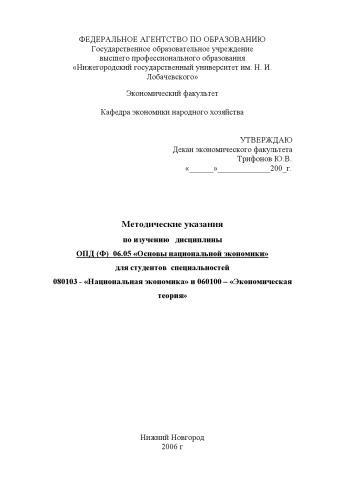 ФЕДЕРАЛЬНОЕ АГЕНТСТВО ПО ОБРАЗОВАНИЮ
Государственное образовательное учреждение
высшего профессионального образования
«Нижегородский государственный университет им. Н. И.
Лобачевского»
Экономический факультет
Кафедра экономики народного хозяйства
УТВЕРЖДАЮ
Декан экономического факультета
Трифонов Ю.В.
«______»_____________200_г.
Методические указания
по изучению дисциплины
ОПД (Ф) 06.05 «Основы национальной экономики»
для студентов специальностей
080103 - «Национальная экономика» и 060100 – «Экономическая
теория»
Нижний Новгород
2006 г